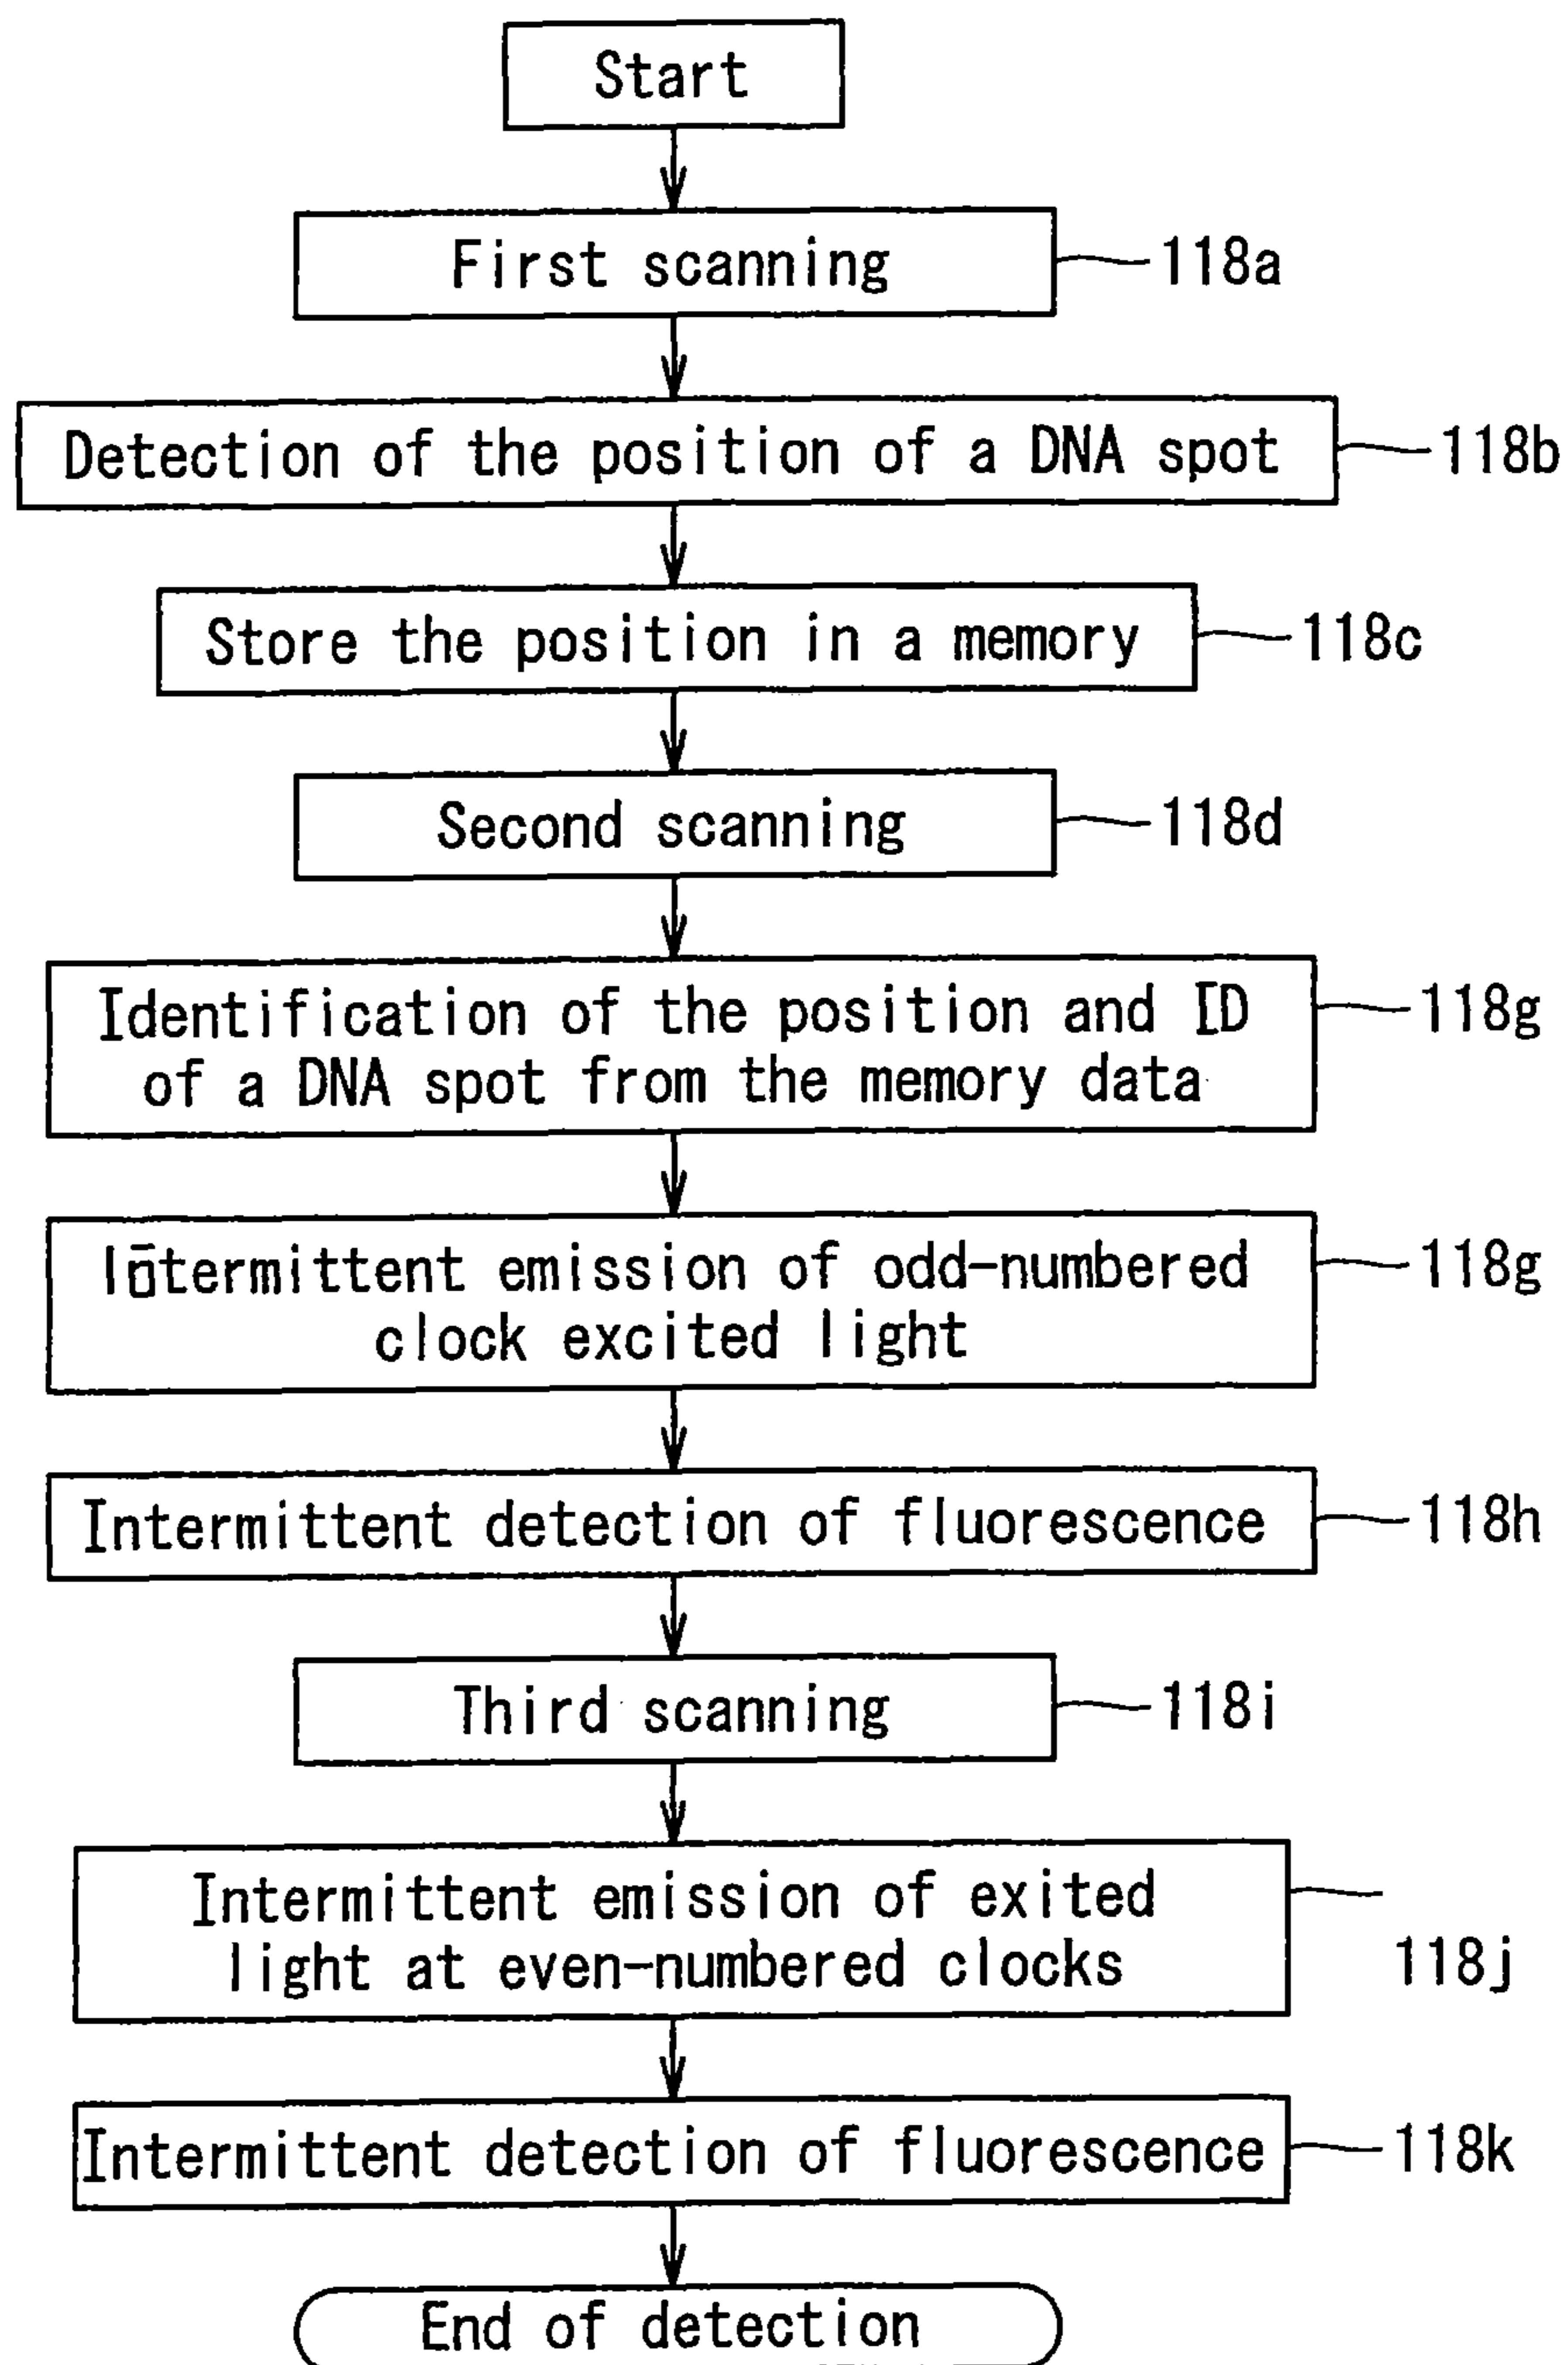 Start
First scanning
118a
Detection of the position of a DNA spot
118b
Store the position in a memory
118c
Second scanning
118d
Identification of the position and ID
of a DNA spot from the memory data
118g
emission of odd-numbered
clock excited light
118g
Intermittent detection of fluorescence
118h
Third scanning
118i
Intermittent emission of exited
light at even-numbered clocks
118j
Intermittent detection of fluorescence
118k
End of detection